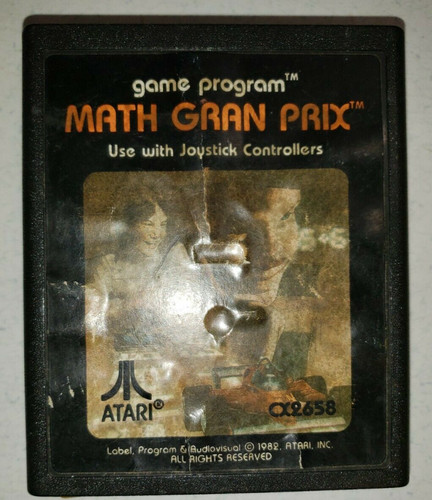 game program™
MATH GRAN PRIX™
Use with Joystick Controllers
ATARI®
CX2658
Label, Program & Audiovisual © 1982, ATARI, INC.
ALL RIGHTS RESERVED